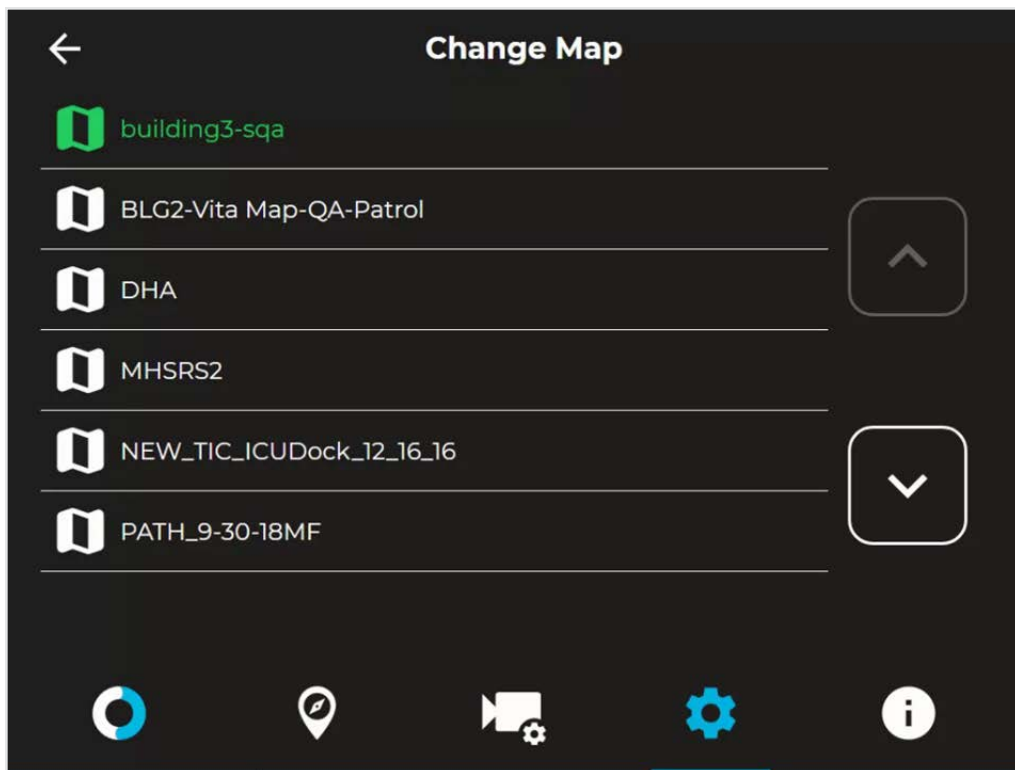 Change Map
building3-sqa
BLG2-Vita Map-QA-Patrol
DHA
MHSRS2
NEW_TIC_ICUDock_12_16_16
PATH_9-30-18MF